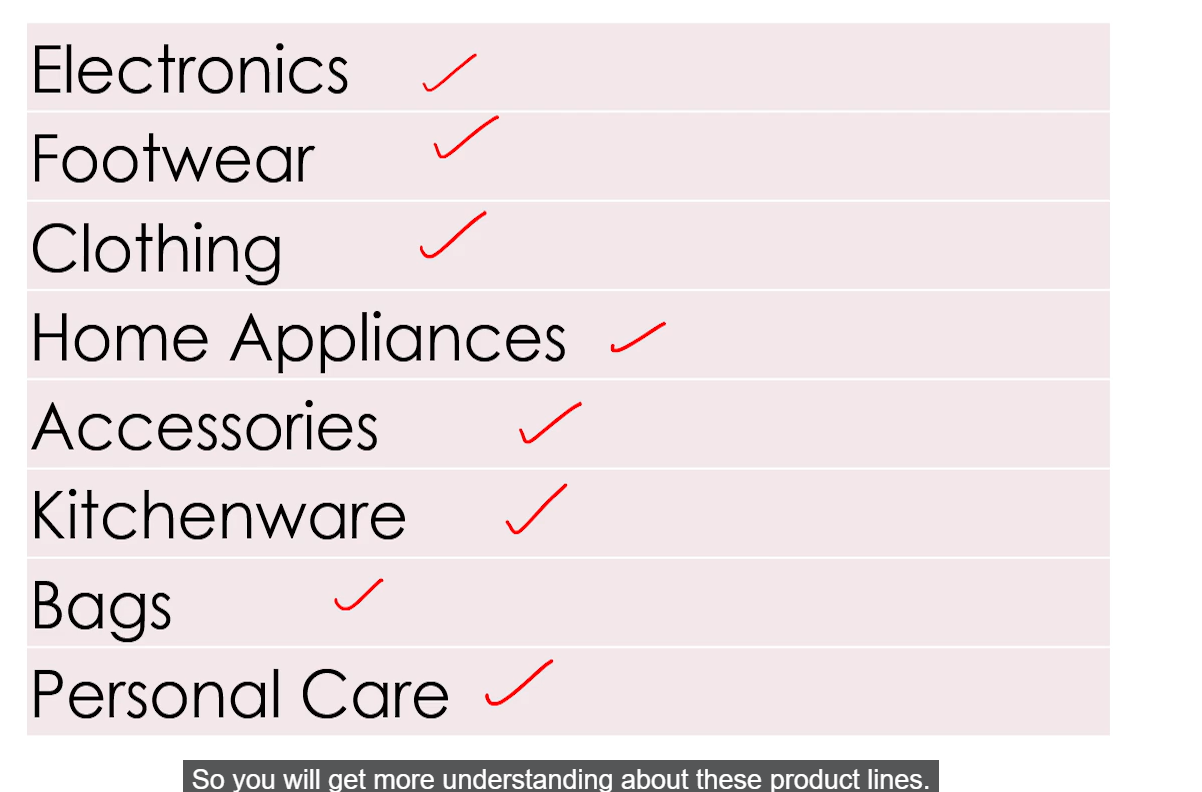 Electronics
Footwear
Clothing
Home Appliances
Accessories
Kitchenware
Bags
Personal Care
So you will get more understanding about these product lines.